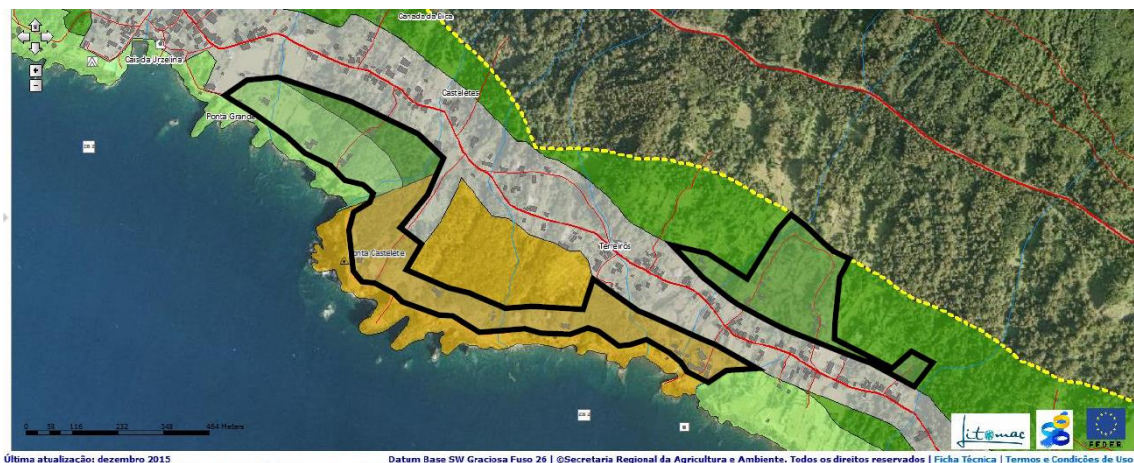 Canada da Bica
Cais da Urzelina
Casteletes
Ponta Grande
Terreiros
Ponta Castelete
0 58 116 232 348 464 Meters
Litomac
FEDER
Última atualização: dezembro 2015
Datum Base SW Graciosa Fuso 26 | ©Secretaria Regional da Agricultura e Ambiente. Todos os direitos reservados | Ficha Técnica | Termos e Condições de Uso